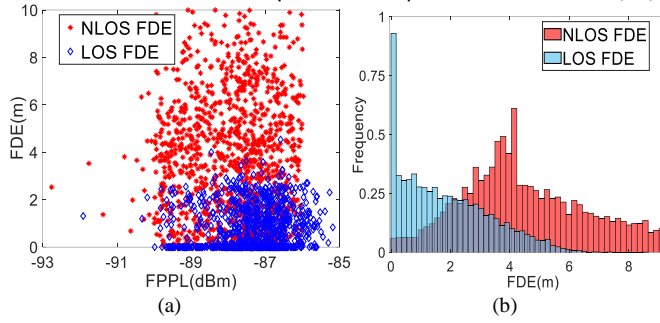 10
8
6
4
2
0
FDE(m)
NLOS FDE
LOS FDE
-93
-91
-89
-87
-85
FPPL(dBm)
(a)
1
0.75
0.5
0.25
0
Frequency
NLOS FDE
LOS FDE
0
2
4
6
8
FDE(m)
(b)